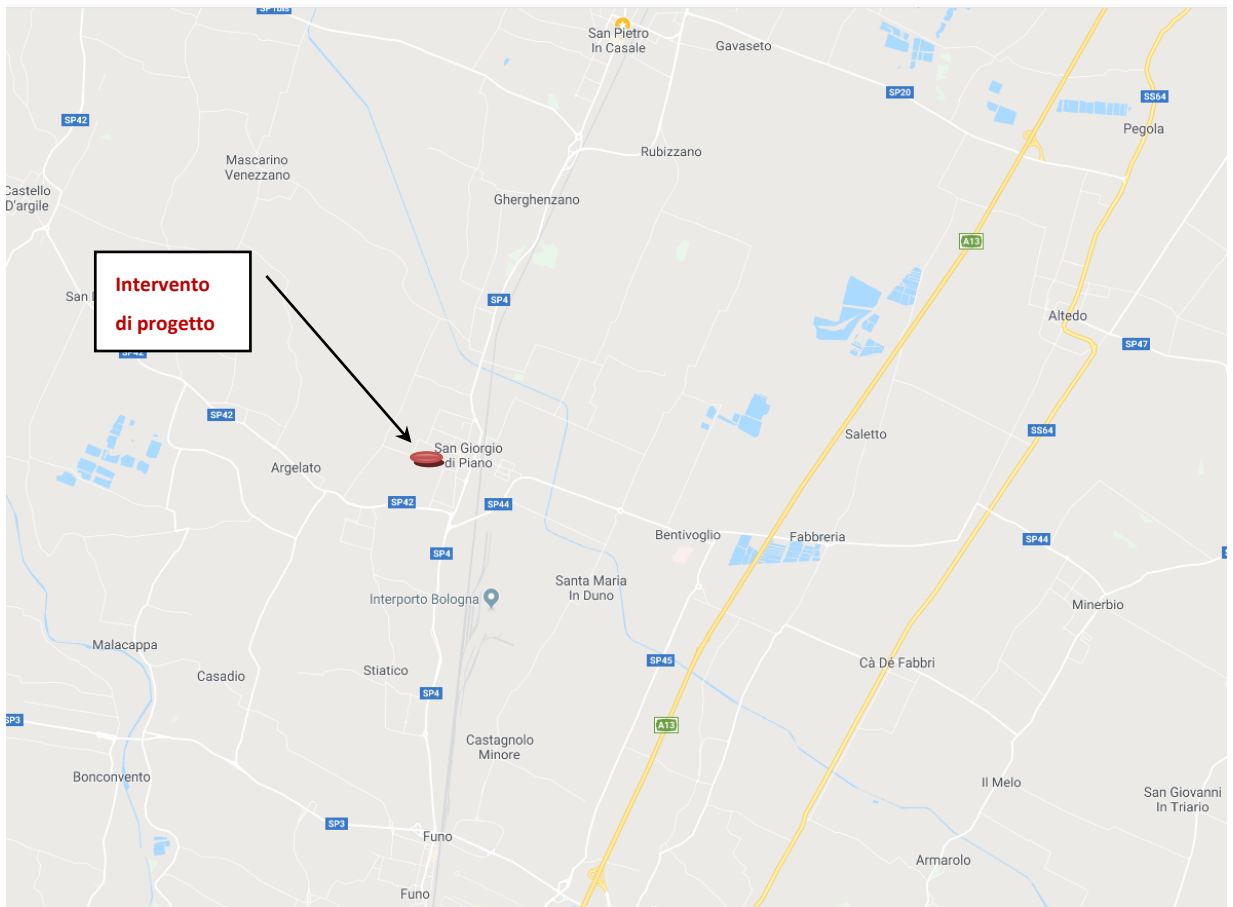 San Pietro
In Casale
Gavaseto
SP20
SS64
SP42
Pegola
Rubizzano
Mascarino
Venezzano
Castello
D'argile
Gherghenzano
A13
Intervento
di progetto
San
SP4
Altedo
SP47
SP42
SP42
Saletto
SS64
San Giorgio
di Piano
Argelato
SP42
SP44
Bentivoglio
Fabbreria
SP44
SP4
Santa Maria
In Duno
Interporto Bologna
Minerbio
Malacappa
Casadio
Stiatico
SP45
Cà De Fabbri
SP4
SP3
A13
Castagnolo
Minore
Bonconvento
Il Melo
San Giovanni
In Triario
SP3
Funo
Armarolo
Funo